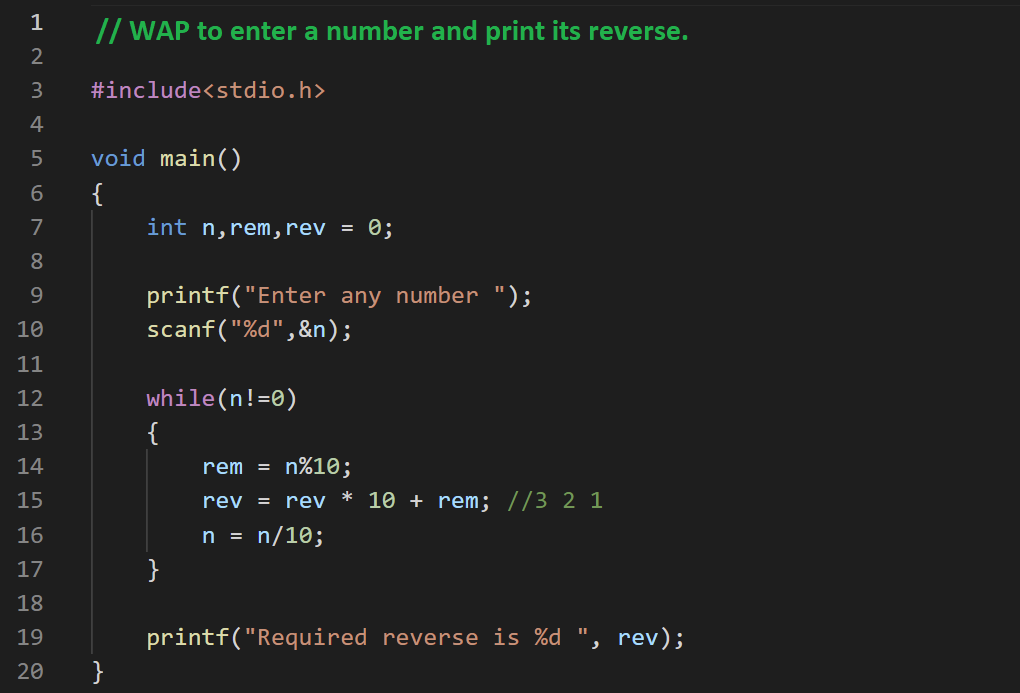 1 // WAP to enter a number and print its reverse.
2
3 #include<stdio.h>
4
5 void main()
6 {
7     int n,rem,rev = 0;
8
9     printf("Enter any number ");
10     scanf("%d",&n);
11
12     while(n!=0)
13     {
14         rem = n%10;
15         rev = rev * 10 + rem; //3 2 1
16         n = n/10;
17     }
18
19     printf("Required reverse is %d ", rev);
20 }